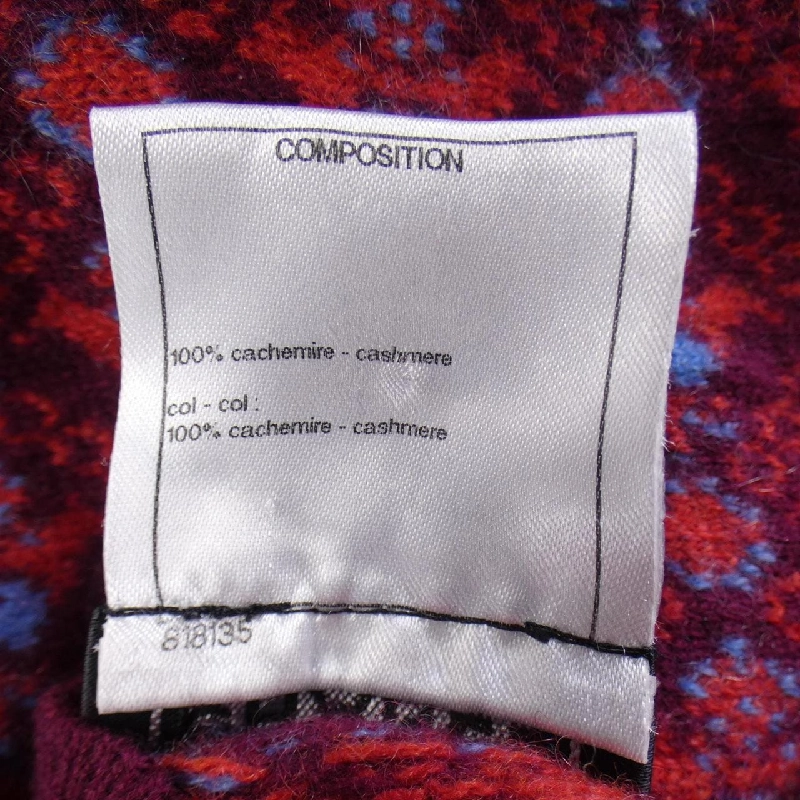 COMPOSITION
100% cachemire - cashmere
col - col :
100% cachemire - cashmere
818135